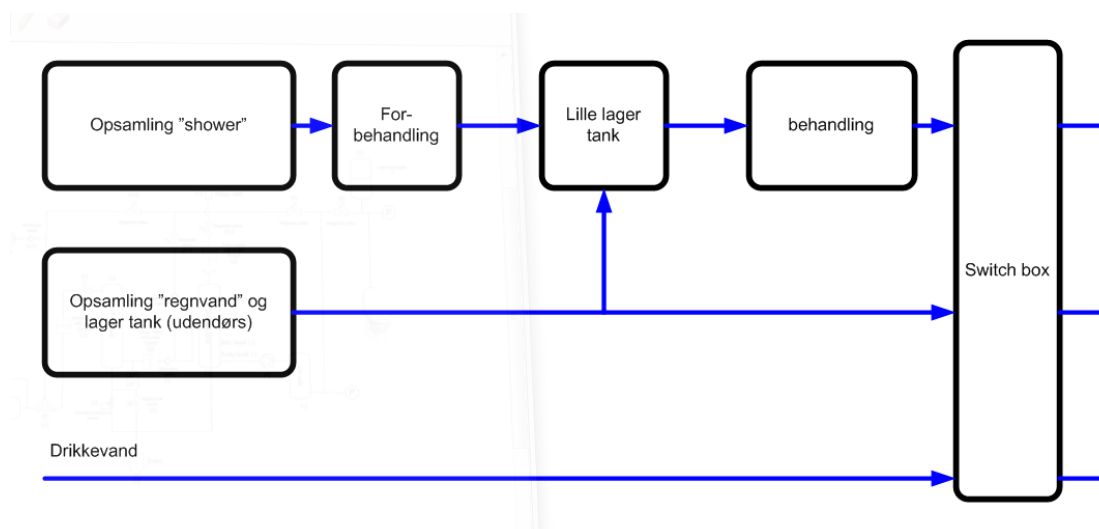 Opsamling ”shower”
For-
behandling
Lille lager
tank
behandling
Switch box
Opsamling ”regnvand” og
lager tank (udendørs)
Drikkevand